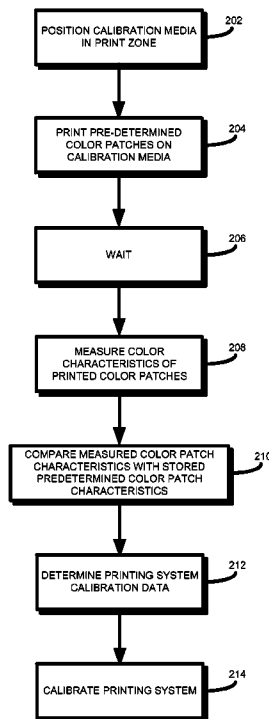 POSITION CALIBRATION MEDIA
IN PRINT ZONE
202
PRINT PRE-DETERMINED
COLOR PATCHES ON
CALIBRATION MEDIA
204
WAIT
206
MEASURE COLOR
CHARACTERISTICS OF
PRINTED COLOR PATCHES
208
COMPARE MEASURED COLOR PATCH
CHARACTERISTICS WITH STORED
PREDETERMINED COLOR PATCH
CHARACTERISTICS
210
DETERMINE PRINTING SYSTEM
CALIBRATION DATA
212
CALIBRATE PRINTING SYSTEM
214